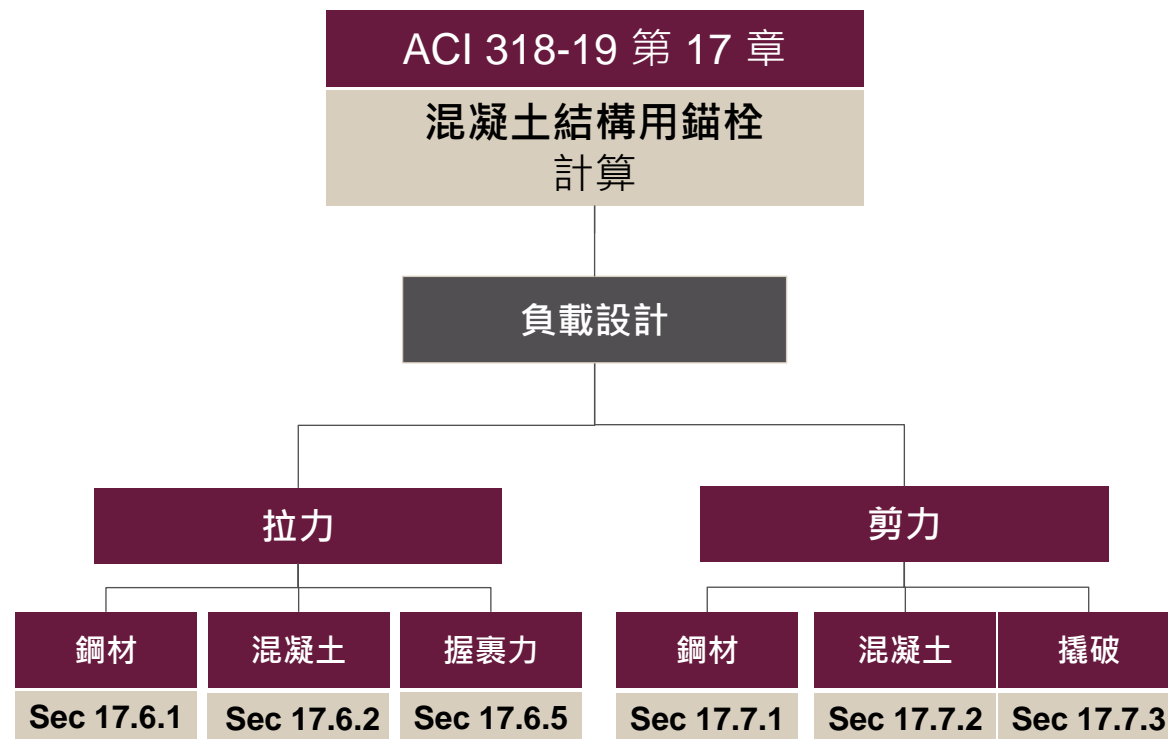 ACI 318-19 第 17 章
混凝土結構用錨栓
計算
負載設計
拉力
剪力
鋼材
混凝土
握裹力
鋼材
混凝土
撬破
Sec 17.6.1
Sec 17.6.2
Sec 17.6.5
Sec 17.7.1
Sec 17.7.2
Sec 17.7.3